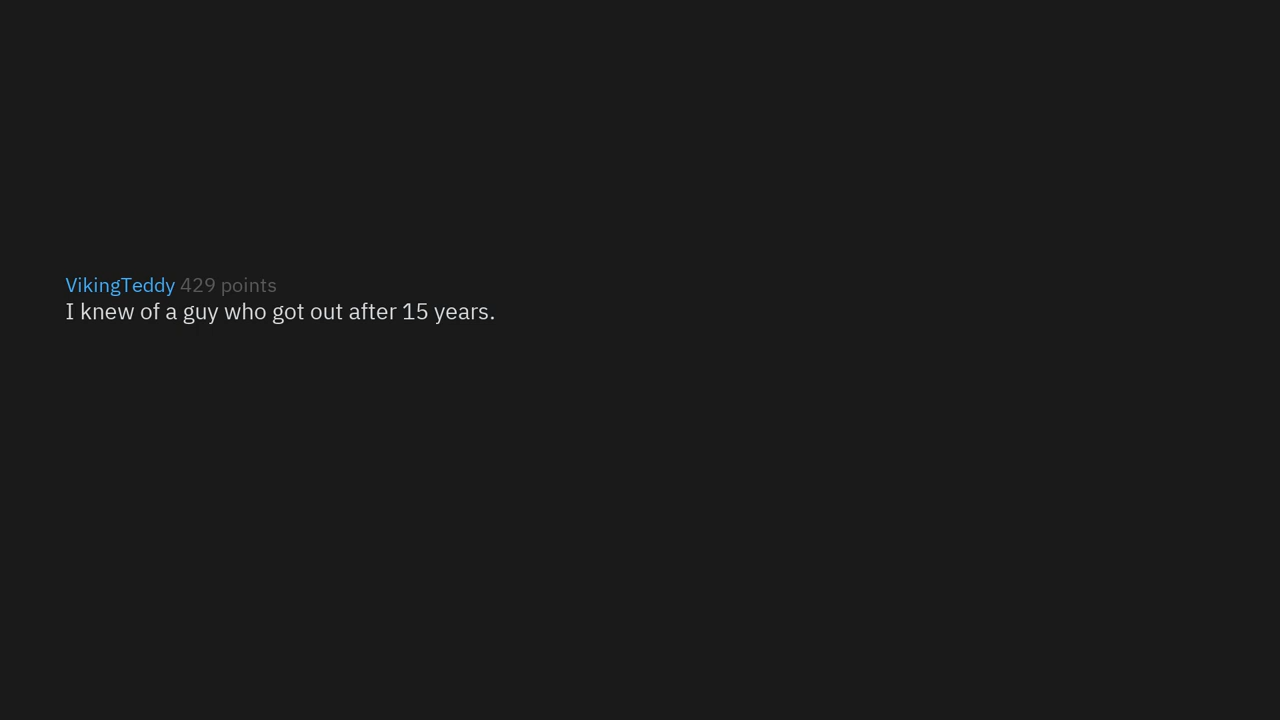 VikingTeddy 429 points
I knew of a guy who got out after 15 years.